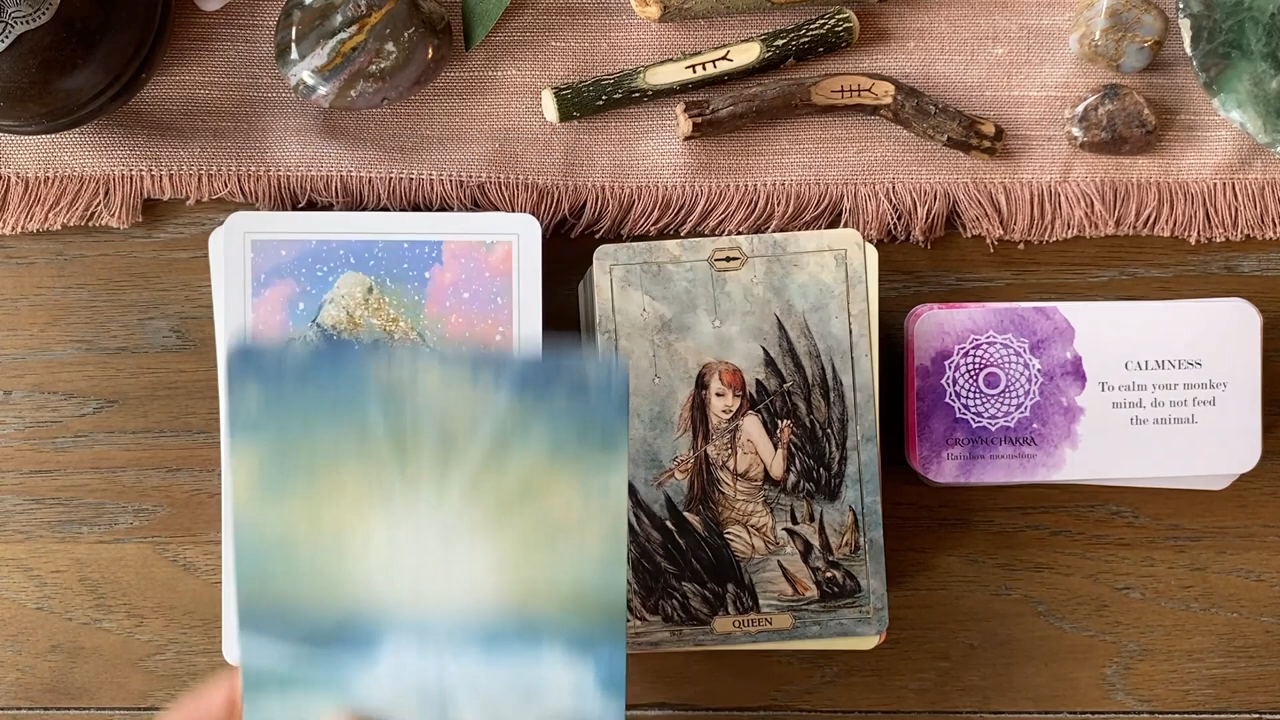 QUEEN
CALMNESS
To calm your monkey
mind, do not feed
the animal.
CROWN CHAKRA
Rainbow moonstone